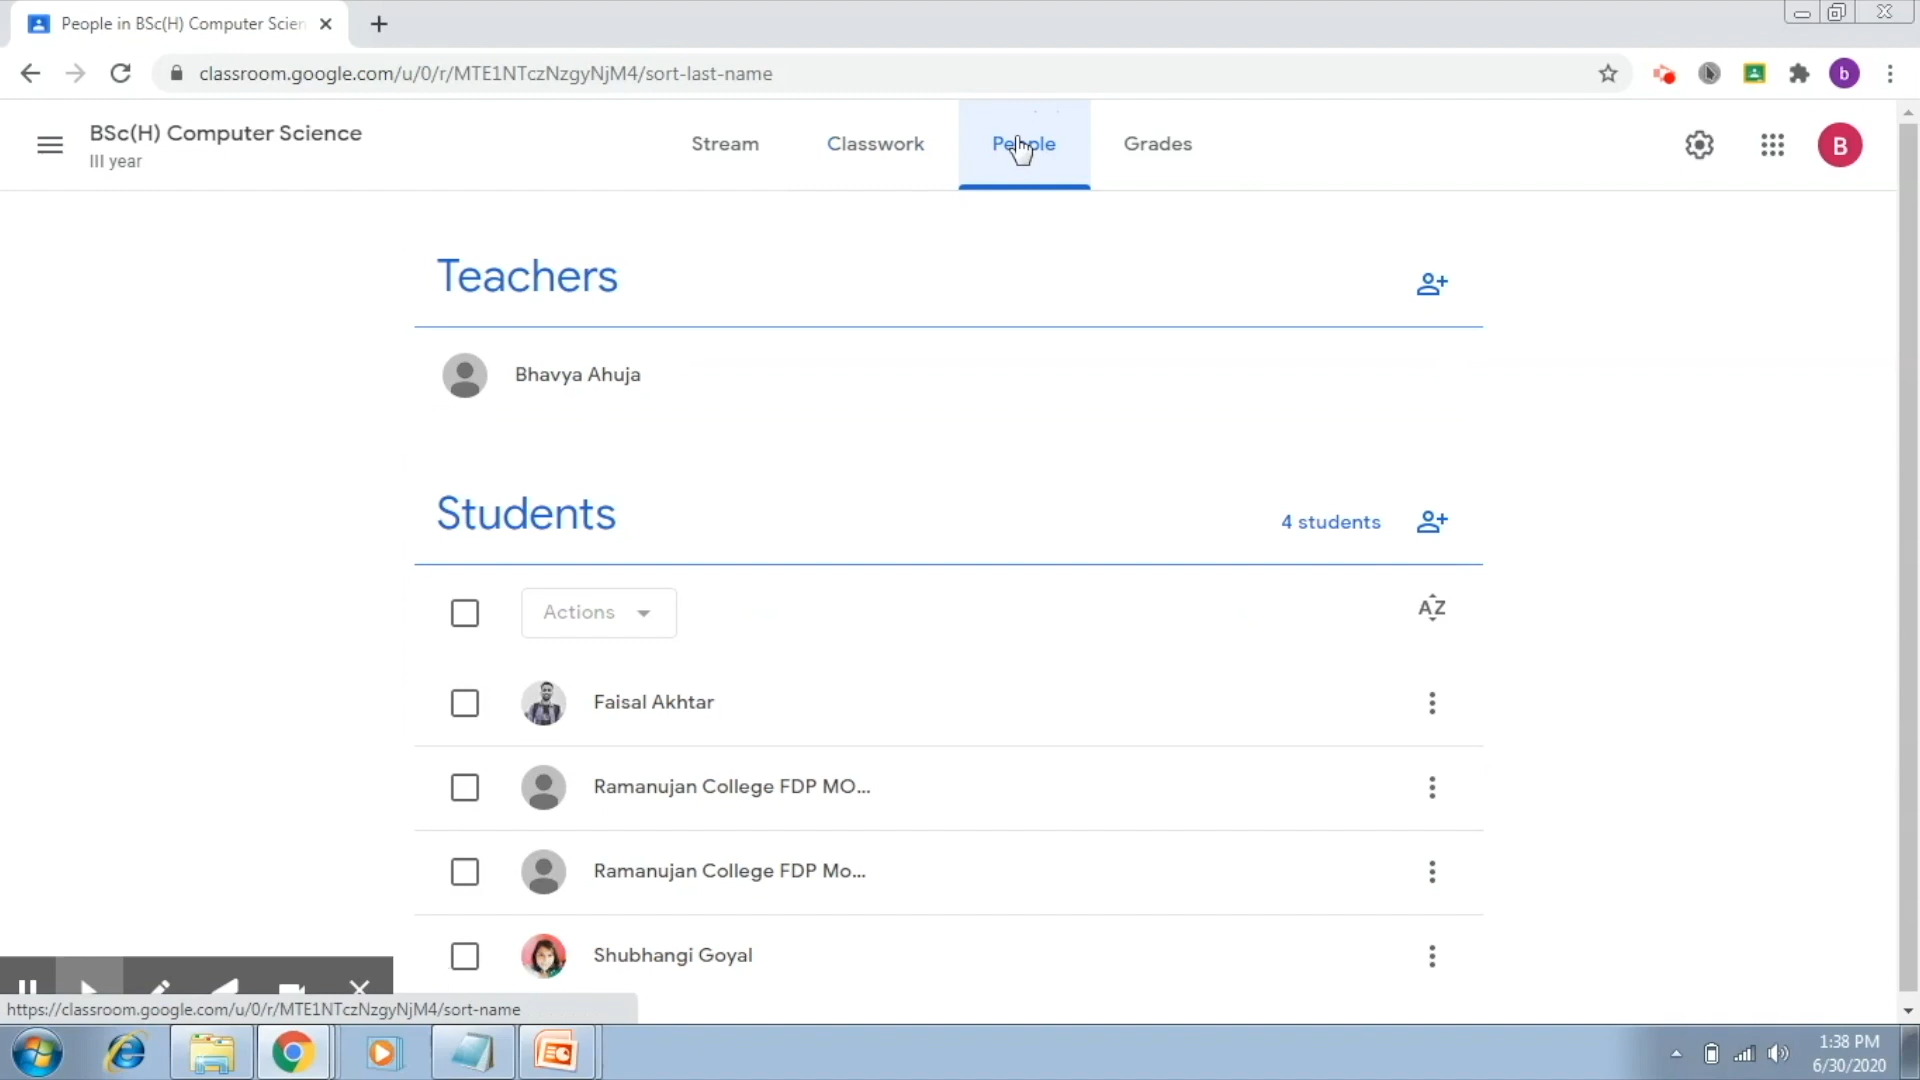 People in BSc(H) Computer Scien
classroom.google.com/u/0/r/MTE1NTczNzgyNjM4/sort-last-name
b
BSc(H) Computer Science
III year
Stream
Classwork
People
Grades
B
Teachers
Bhavya Ahuja
Students
4 students
Actions
AZ
Faisal Akhtar
Ramanujan College FDP MO...
Ramanujan College FDP Mo...
Shubhangi Goyal
https://classroom.google.com/u/0/r/MTE1NTczNzgyNjM4/sort-name
1:38 PM
6/30/2020